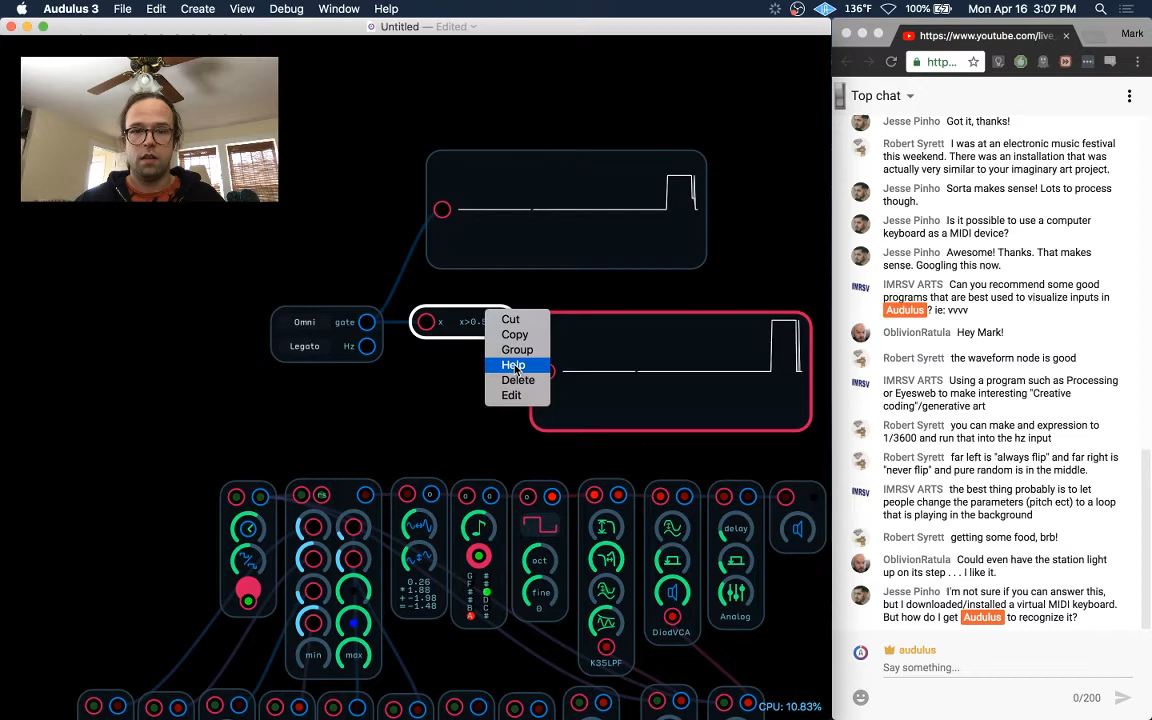 Audulus 3 File Edit Create View Debug Window Help
136°F 100% Mon Apr 16 3:07 PM
Untitled — Edited
Omni gate
Legato Hz
x x>0.5
Cut
Copy
Group
Help
Delete
Edit
0.26
* 1.88
+ -1.98
= -1.48
oct
fine
0
delay
min max
DiodVCA
Analog
K35LPF
CPU: 10.83%
https://www.youtube.com/live_
Mark
http...
Top chat
Jesse Pinho Got it, thanks!
Robert Syrett I was at an electronic music festival
this weekend. There was an installation that was
actually very similar to your imaginary art project.
Jesse Pinho Sorta makes sense! Lots to process
though.
Jesse Pinho Is it possible to use a computer
keyboard as a MIDI device?
Jesse Pinho Awesome! Thanks. That makes
sense. Googling this now.
IMRSV ARTS Can you recommend some good
programs that are best used to visualize inputs in
Audulus ? ie: vvvv
OblivionRatula Hey Mark!
Robert Syrett the waveform node is good
IMRSV ARTS Using a program such as Processing
or Eyesweb to make interesting "Creative
coding"/generative art
Robert Syrett you can make and expression to
1/3600 and run that into the hz input
Robert Syrett far left is "always flip" and far right is
"never flip" and pure random is in the middle.
IMRSV ARTS the best thing probably is to let
people change the parameters (pitch ect) to a loop
that is playing in the background
Robert Syrett getting some food, brb!
OblivionRatula Could even have the station light
up on its step . . . I like it.
Jesse Pinho I'm not sure if you can answer this,
but I downloaded/installed a virtual MIDI keyboard.
But how do I get Audulus to recognize it?
audulus
Say something...
0/200